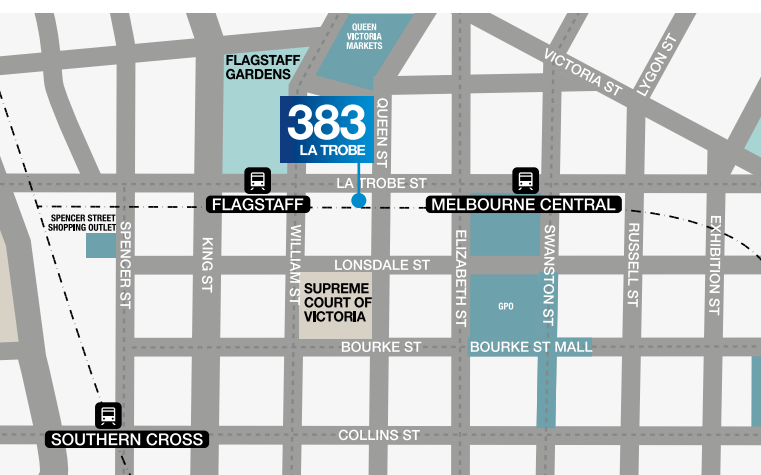 QUEEN
VICTORIA
MARKETS
FLAGSTAFF
GARDENS
VICTORIA ST
LYGON ST
383
LA TROBE
QUEEN ST
LA TROBE ST
FLAGSTAFF
MELBOURNE CENTRAL
SPENCER STREET
SHOPPING OUTLET
SPENCER ST
KING ST
WILLIAM ST
ELIZABETH ST
SWANSTON ST
RUSSELL ST
EXHIBITION ST
LONSDALE ST
SUPREME
COURT OF
VICTORIA
GPO
BOURKE ST
BOURKE ST MALL
SOUTHERN CROSS
COLLINS ST